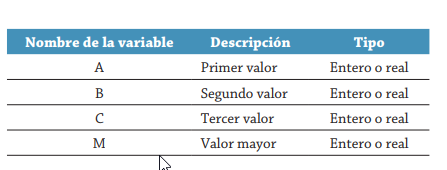 Nombre de la variable Descripción Tipo
A Primer valor Entero o real
B Segundo valor Entero o real
C Tercer valor Entero o real
M Valor mayor Entero o real